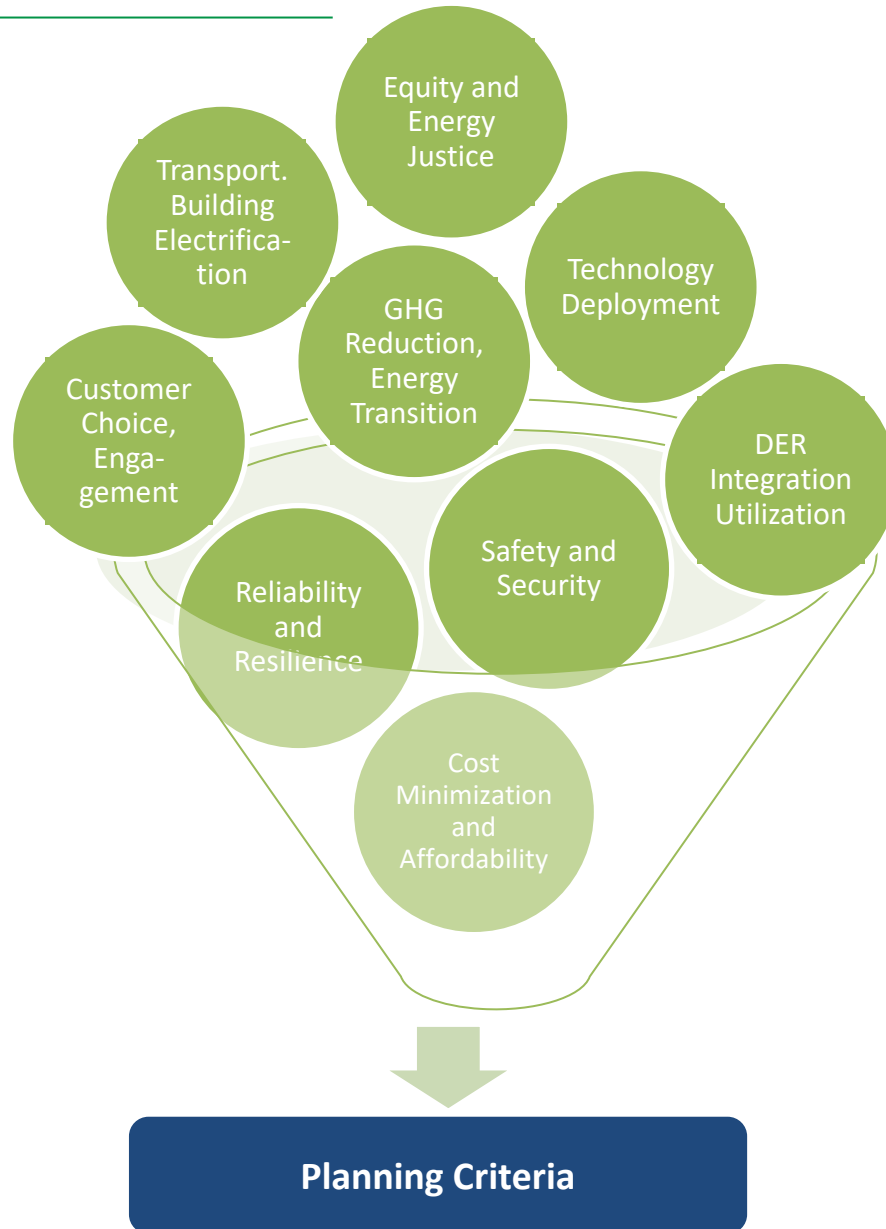 Equity and
Energy
Justice
Transport.
Building
Electrifica-
tion
Technology
Deployment
GHG
Reduction,
Energy
Transition
Customer
Choice,
Enga-
gement
DER
Integration
Utilization
Safety and
Security
Reliability
and
Resilience
Cost
Minimization
and
Affordability
Planning Criteria